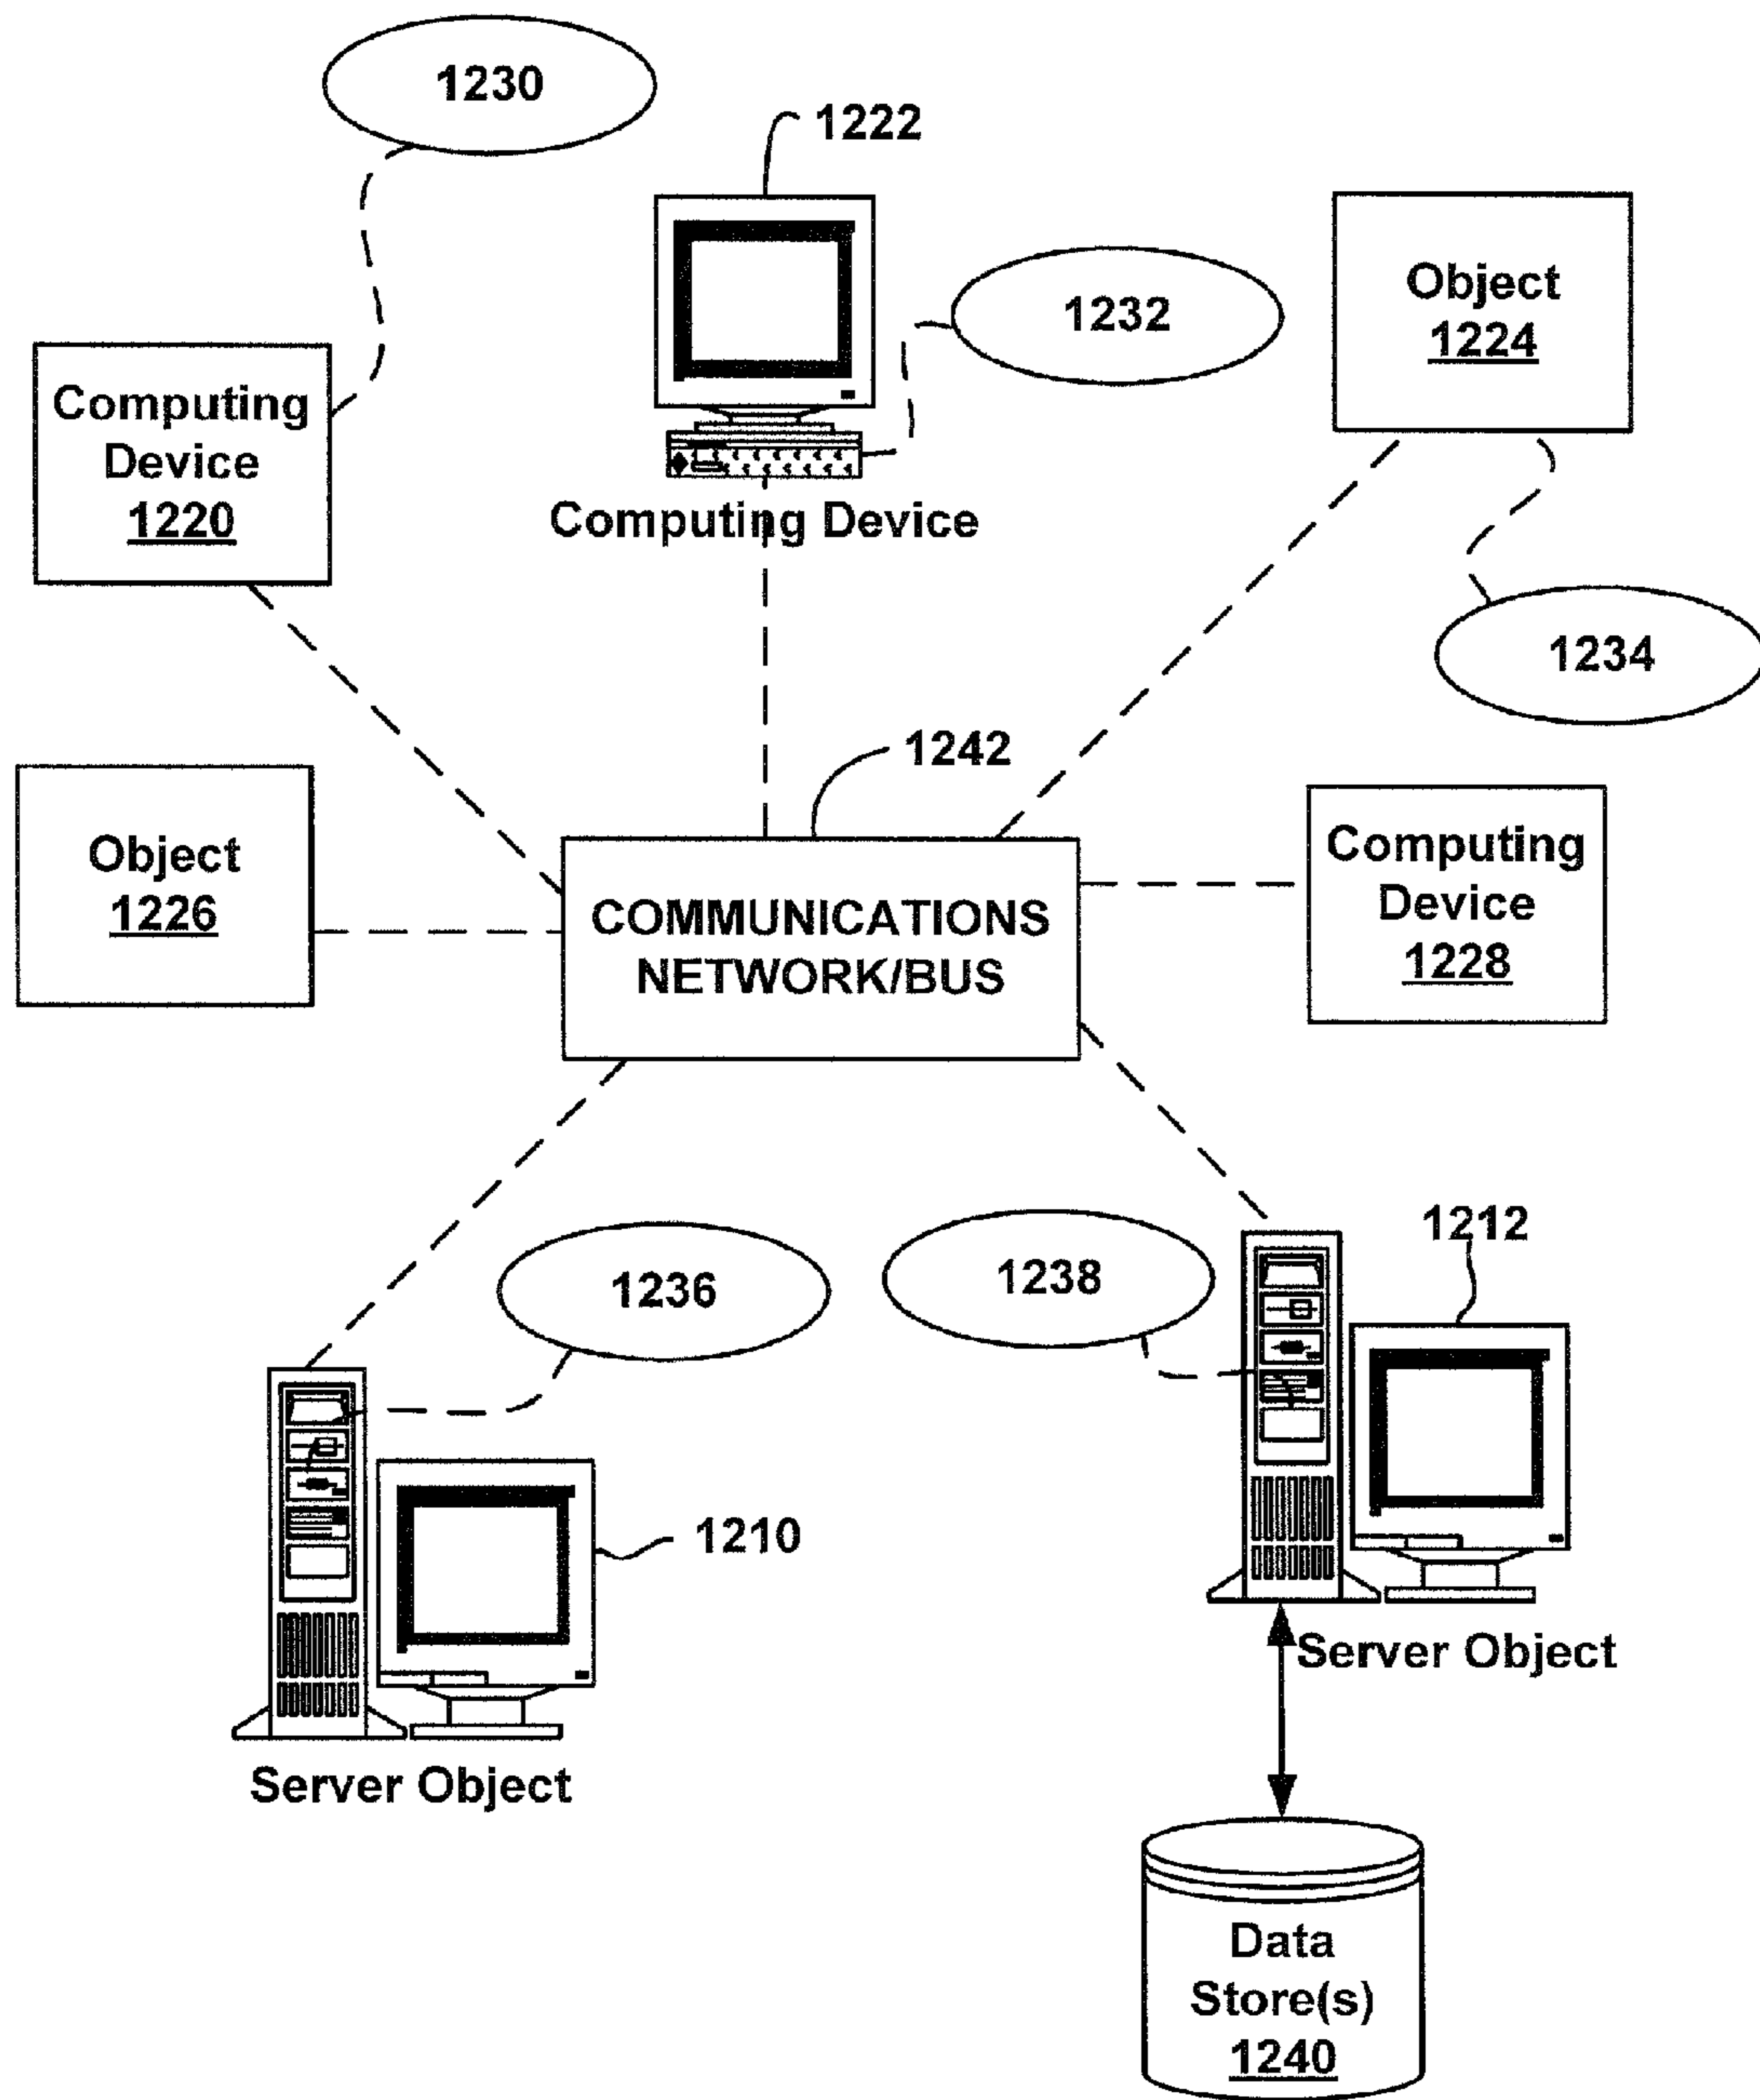 1230
1222
1232
Object
1224
Computing
Device
1220
Computing Device
1234
1242
Object
1226
COMMUNICATIONS
NETWORK/BUS
Computing
Device
1228
1236
1238
1212
1210
Server Object
Server Object
Data
Store(s)
1240